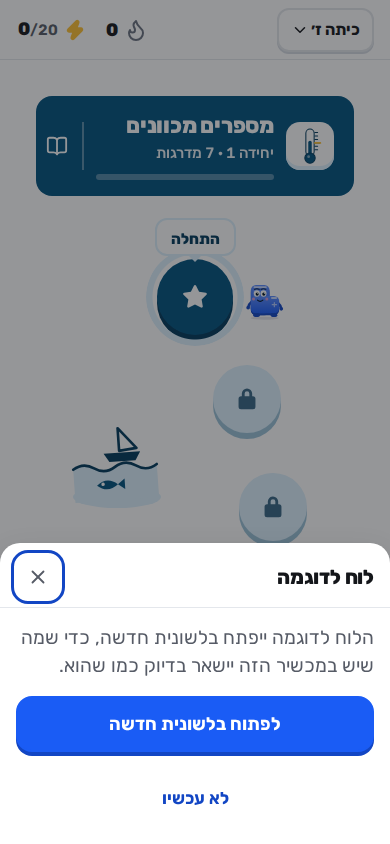 כיתה ז׳
0
0/20
מספרים מכוונים
יחידה 1 • 7 מדרגות
התחלה
לוח לדוגמה
הלוח לדוגמה ייפתח בלשונית חדשה, כדי שמה
שיש במכשיר הזה יישאר בדיוק כמו שהוא.
לפתוח בלשונית חדשה
לא עכשיו